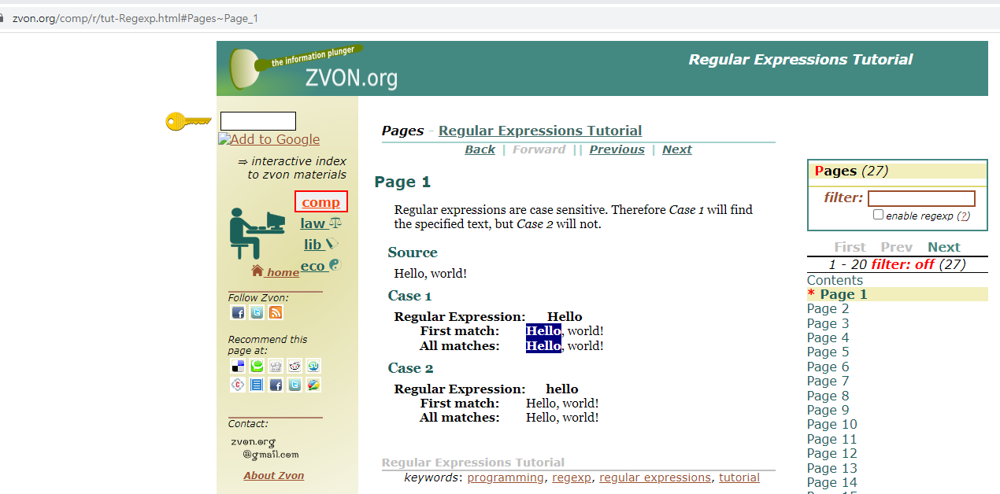 zvon.org/comp/r/tut-Regexp.html#Pages~Page_1
the information plunger
ZVON.org
Regular Expressions Tutorial
Add to Google
⇒ interactive index
to zvon materials
comp
law
lib
eco
home
Follow Zvon:
Recommend this
page at:
Contact:
zvon.org
@gmail.com
About Zvon
Pages - Regular Expressions Tutorial
Back | Forward || Previous | Next
Page 1
Regular expressions are case sensitive. Therefore Case 1 will find
the specified text, but Case 2 will not.
Source
Hello, world!
Case 1
Regular Expression: Hello
First match: Hello, world!
All matches: Hello, world!
Case 2
Regular Expression: hello
First match: Hello, world!
All matches: Hello, world!
Regular Expressions Tutorial
keywords: programming, regexp, regular expressions, tutorial
Pages (27)
filter:
enable regexp (?)
First Prev Next
1 - 20 filter: off (27)
Contents
* Page 1
Page 2
Page 3
Page 4
Page 5
Page 6
Page 7
Page 8
Page 9
Page 10
Page 11
Page 12
Page 13
Page 14